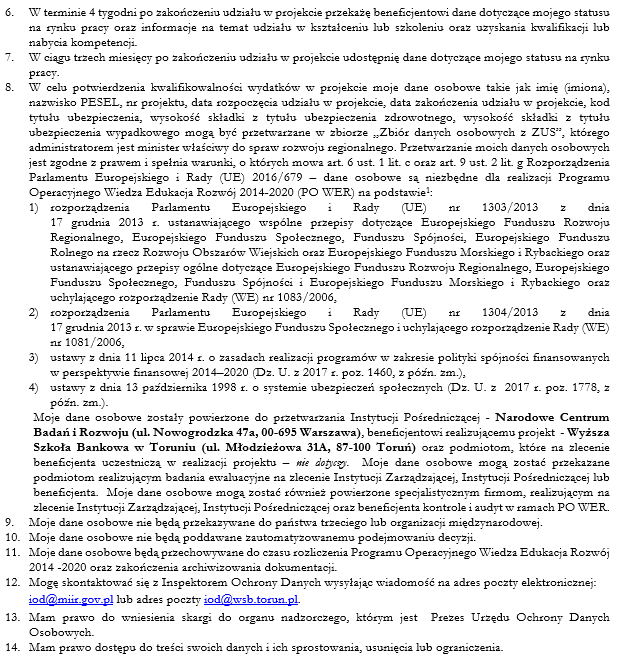 6. W terminie 4 tygodni po zakończeniu udziału w projekcie przekażę beneficjentowi dane dotyczące mojego statusu
na rynku pracy oraz informacje na temat udziału w kształceniu lub szkoleniu oraz uzyskania kwalifikacji lub
nabycia kompetencji.
7. W ciągu trzech miesięcy po zakończeniu udziału w projekcie udostępnię dane dotyczące mojego statusu na rynku
pracy.
8. W celu potwierdzenia kwalifikowalności wydatków w projekcie moje dane osobowe takie jak imię (imiona),
nazwisko PESEL, nr projektu, data rozpoczęcia udziału w projekcie, data zakończenia udziału w projekcie, kod
tytułu ubezpieczenia, wysokość składki z tytułu ubezpieczenia zdrowotnego, wysokość składki z tytułu
ubezpieczenia wypadkowego mogą być przetwarzane w zbiorze „Zbiór danych osobowych z ZUS”, którego
administratorem jest minister właściwy do spraw rozwoju regionalnego. Przetwarzanie moich danych osobowych
jest zgodne z prawem i spełnia warunki, o których mowa art. 6 ust. 1 lit. c oraz art. 9 ust. 2 lit. g Rozporządzenia
Parlamentu Europejskiego i Rady (UE) 2016/679 – dane osobowe są niezbędne dla realizacji Programu
Operacyjnego Wiedza Edukacja Rozwój 2014-2020 (PO WER) na podstawie¹:
1) rozporządzenia Parlamentu Europejskiego i Rady (UE) nr 1303/2013 z dnia
17 grudnia 2013 r. ustanawiającego wspólne przepisy dotyczące Europejskiego Funduszu Rozwoju
Regionalnego, Europejskiego Funduszu Społecznego, Funduszu Spójności, Europejskiego Funduszu
Rolnego na rzecz Rozwoju Obszarów Wiejskich oraz Europejskiego Funduszu Morskiego i Rybackiego oraz
ustanawiającego przepisy ogólne dotyczące Europejskiego Funduszu Rozwoju Regionalnego, Europejskiego
Funduszu Społecznego, Funduszu Spójności i Europejskiego Funduszu Morskiego i Rybackiego oraz
uchylającego rozporządzenie Rady (WE) nr 1083/2006,
2) rozporządzenia Parlamentu Europejskiego i Rady (UE) nr 1304/2013 z dnia
17 grudnia 2013 r. w sprawie Europejskiego Funduszu Społecznego i uchylającego rozporządzenie Rady (WE)
nr 1081/2006,
3) ustawy z dnia 11 lipca 2014 r. o zasadach realizacji programów w zakresie polityki spójności finansowanych
w perspektywie finansowej 2014–2020 (Dz. U. z 2017 r. poz. 1460, z późn. zm.),
4) ustawy z dnia 13 października 1998 r. o systemie ubezpieczeń społecznych (Dz. U. z 2017 r. poz. 1778, z
późn. zm.).
Moje dane osobowe zostały powierzone do przetwarzania Instytucji Pośredniczącej - Narodowe Centrum
Badań i Rozwoju (ul. Nowogrodzka 47a, 00-695 Warszawa), beneficjentowi realizującemu projekt - Wyższa
Szkoła Bankowa w Toruniu (ul. Młodzieżowa 31A, 87-100 Toruń) oraz podmiotom, które na zlecenie
beneficjenta uczestniczą w realizacji projektu – nie dotyczy. Moje dane osobowe mogą zostać przekazane
podmiotom realizującym badania ewaluacyjne na zlecenie Instytucji Zarządzającej, Instytucji Pośredniczącej lub
beneficjenta. Moje dane osobowe mogą zostać również powierzone specjalistycznym firmom, realizującym na
zlecenie Instytucji Zarządzającej, Instytucji Pośredniczącej oraz beneficjenta kontrole i audyt w ramach PO WER.
9. Moje dane osobowe nie będą przekazywane do państwa trzeciego lub organizacji międzynarodowej.
10. Moje dane osobowe nie będą poddawane zautomatyzowanemu podejmowaniu decyzji.
11. Moje dane osobowe będą przechowywane do czasu rozliczenia Programu Operacyjnego Wiedza Edukacja Rozwój
2014 -2020 oraz zakończenia archiwizowania dokumentacji.
12. Mogę skontaktować się z Inspektorem Ochrony Danych wysyłając wiadomość na adres poczty elektronicznej:
iod@miir.gov.pl lub adres poczty iod@wsb.torun.pl.
13. Mam prawo do wniesienia skargi do organu nadzorczego, którym jest Prezes Urzędu Ochrony Danych
Osobowych.
14. Mam prawo dostępu do treści swoich danych i ich sprostowania, usunięcia lub ograniczenia.